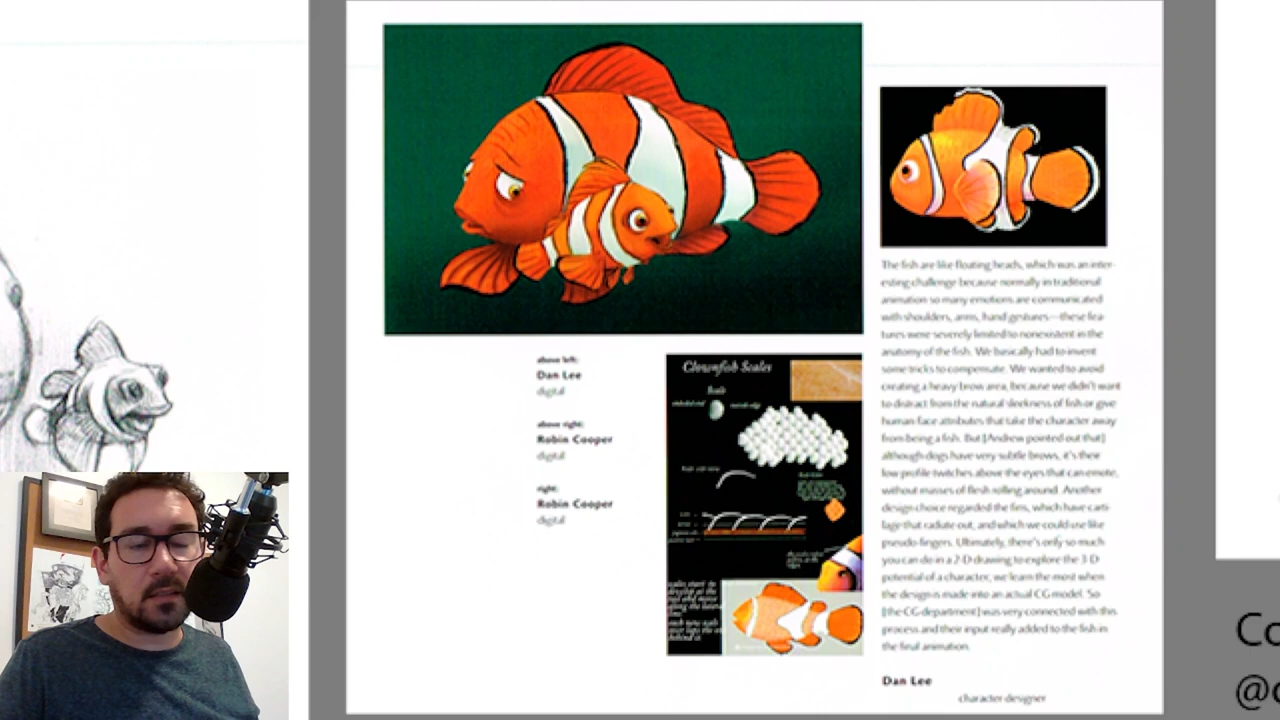 above left:
Dan Lee
digital
above right:
Robin Cooper
digital
right:
Robin Cooper
digital
Clownfish Scales
Scale
The fish are like floating heads, which was an inter-
esting challenge because normally in traditional
animation so many emotions are communicated
with shoulders, arms, hand gestures—these fea-
tures were severely limited to nonexistent in the
anatomy of the fish. We basically had to invent
some tricks to compensate. We wanted to avoid
creating a heavy brow area, because we didn't want
to distract from the natural sleekness of fish or give
human face attributes that take the character away
from being a fish. But [Andrew pointed out that]
although dogs have very subtle brows, it's their
low profile twitches above the eyes that can emote,
without masses of flesh rolling around. Another
design choice regarded the fins, which have carti-
lage that radiate out, and which we could use like
pseudo-fingers. Ultimately, there's only so much
you can do in a 2-D drawing to explore the 3-D
potential of a character; we learn the most when
the design is made into an actual CG model. So
[the CG department] was very connected with this
process and their input really added to the fish in
the final animation.
Dan Lee
character designer
Co
@